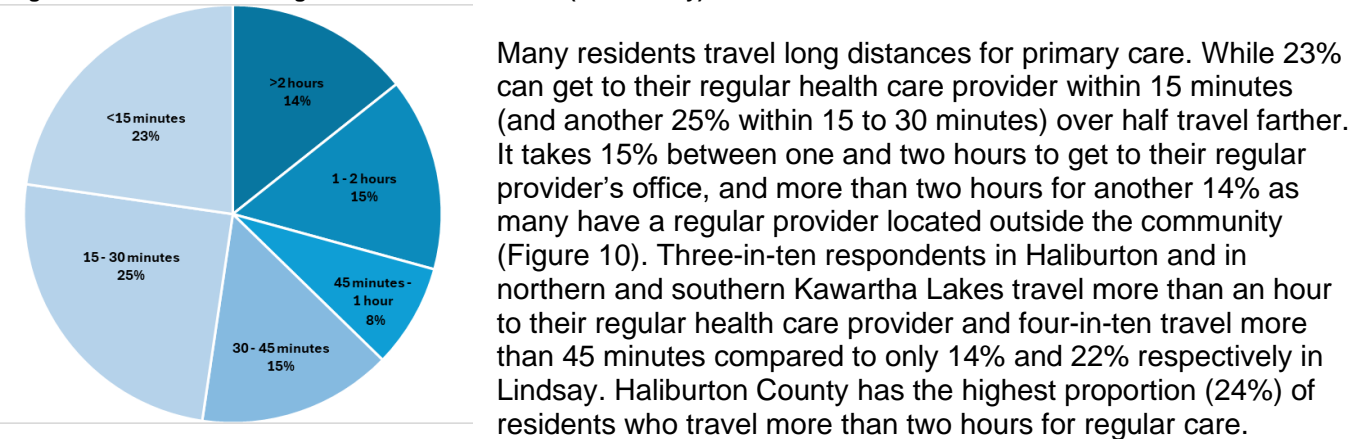 >2 hours
14%
<15 minutes
23%
1 - 2 hours
15%
15 - 30 minutes
25%
45 minutes -
1 hour
8%
30 - 45 minutes
15%
Many residents travel long distances for primary care. While 23%
can get to their regular health care provider within 15 minutes
(and another 25% within 15 to 30 minutes) over half travel farther.
It takes 15% between one and two hours to get to their regular
provider’s office, and more than two hours for another 14% as
many have a regular provider located outside the community
(Figure 10). Three-in-ten respondents in Haliburton and in
northern and southern Kawartha Lakes travel more than an hour
to their regular health care provider and four-in-ten travel more
than 45 minutes compared to only 14% and 22% respectively in
Lindsay. Haliburton County has the highest proportion (24%) of
residents who travel more than two hours for regular care.